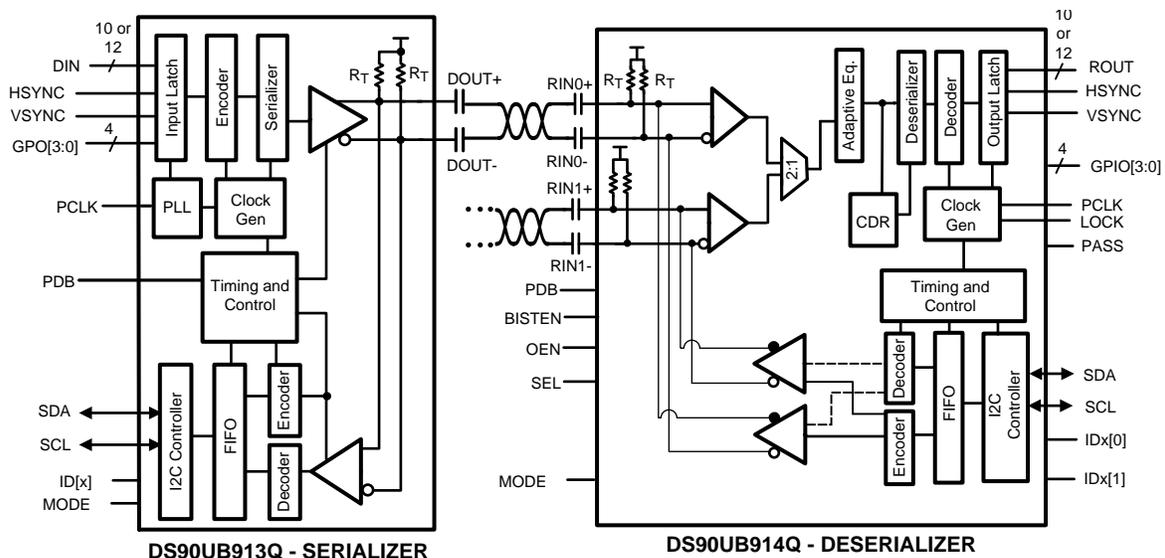 10 or
12
DIN
HSYNC
VSYNC
4
GPO[3:0]
PCLK
PDB
SDA
SCL
ID[x]
MODE
Input Latch
Encoder
Serializer
RT
RT
PLL
Clock
Gen
Timing and
Control
I2C Controller
FIFO
Encoder
Decoder
DOUT+
DOUT-
RIN0+
RIN0-
RIN1+
RIN1-
PDB
BISTEN
OEN
SEL
MODE
RT
RT
2:1
Adaptive Eq.
Deserializer
Decoder
Output Latch
CDR
Clock
Gen
Timing and
Control
Decoder
Encoder
FIFO
I2C
Controller
10
or
12
ROUT
HSYNC
VSYNC
4
GPIO[3:0]
PCLK
LOCK
PASS
SDA
SCL
IDx[0]
IDx[1]
DS90UB913Q - SERIALIZER
DS90UB914Q - DESERIALIZER